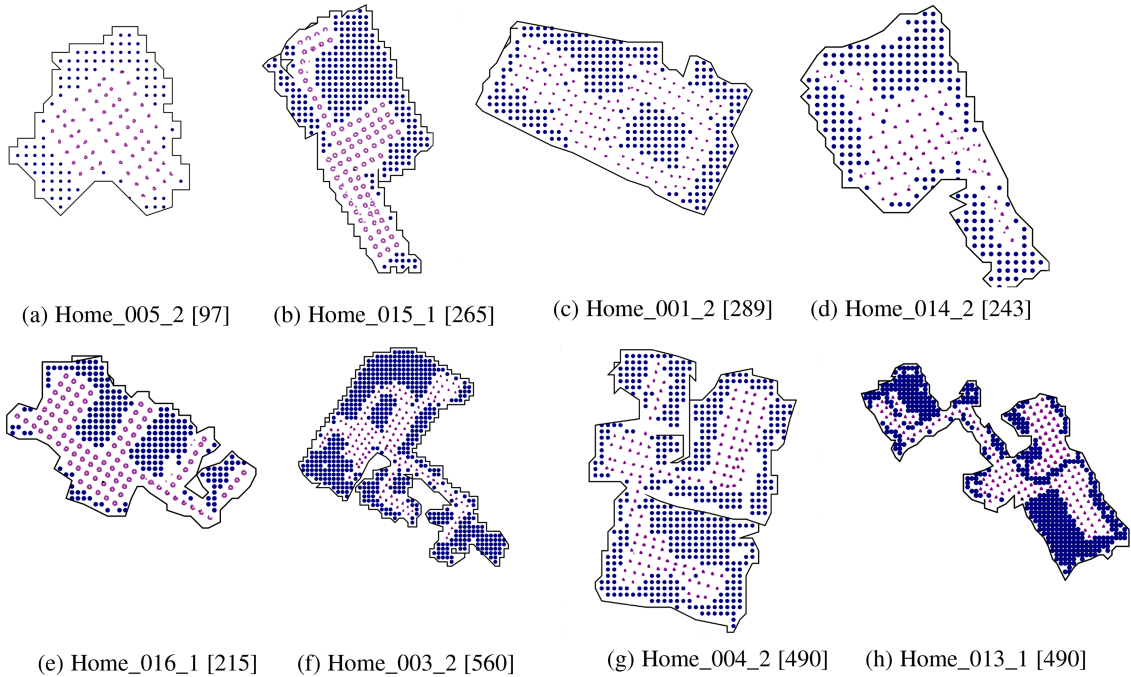 (a) Home_005_2 [97]
(b) Home_015_1 [265]
(c) Home_001_2 [289]
(d) Home_014_2 [243]
(e) Home_016_1 [215]
(f) Home_003_2 [560]
(g) Home_004_2 [490]
(h) Home_013_1 [490]